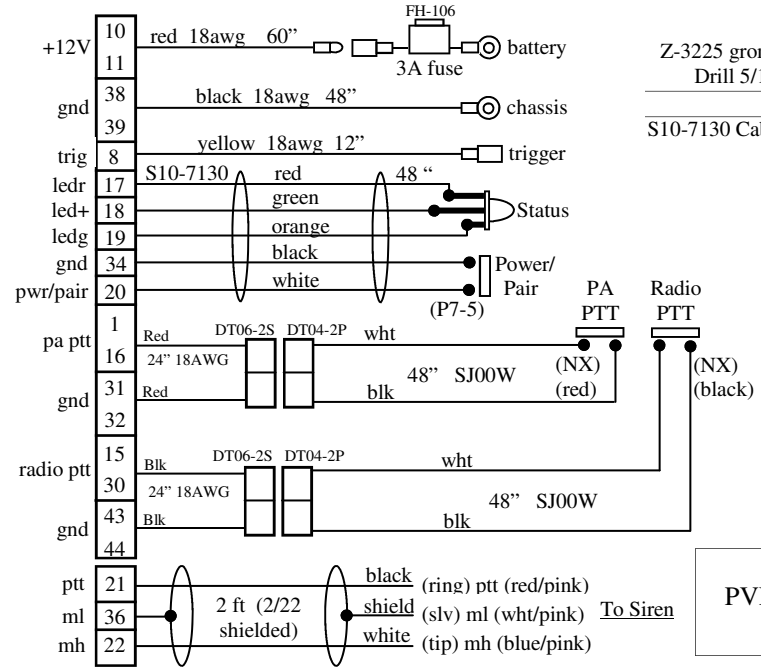 FH-106
+12V 10 11 red 18awg 60” battery
3A fuse
Z-3225
Drill
gnd 38 39 black 18awg 48” chassis
S10-7130
trig 8 yellow 18awg 12” trigger
ledr 17 S10-7130 red 48 “
led+ 18 green Status
ledg 19 orange
gnd 34 black Power/
pwr/pair 20 white Pair
(P7-5)
PA PTT
Radio PTT
pa ptt 1 16 Red DT06-2S DT04-2P wht
24” 18AWG
(NX) (red)
(NX) (black)
48” SJ00W
gnd 31 32 Red blk
radio ptt 15 30 Blk DT06-2S DT04-2P wht
24” 18AWG
48” SJ00W
gnd 43 44 Blk blk
ptt 21 black (ring) ptt (red/pink)
ml 36 2 ft (2/22 shielded) shield (slv) ml (wht/pink) To Siren
mh 22 white (tip) mh (blue/pink)